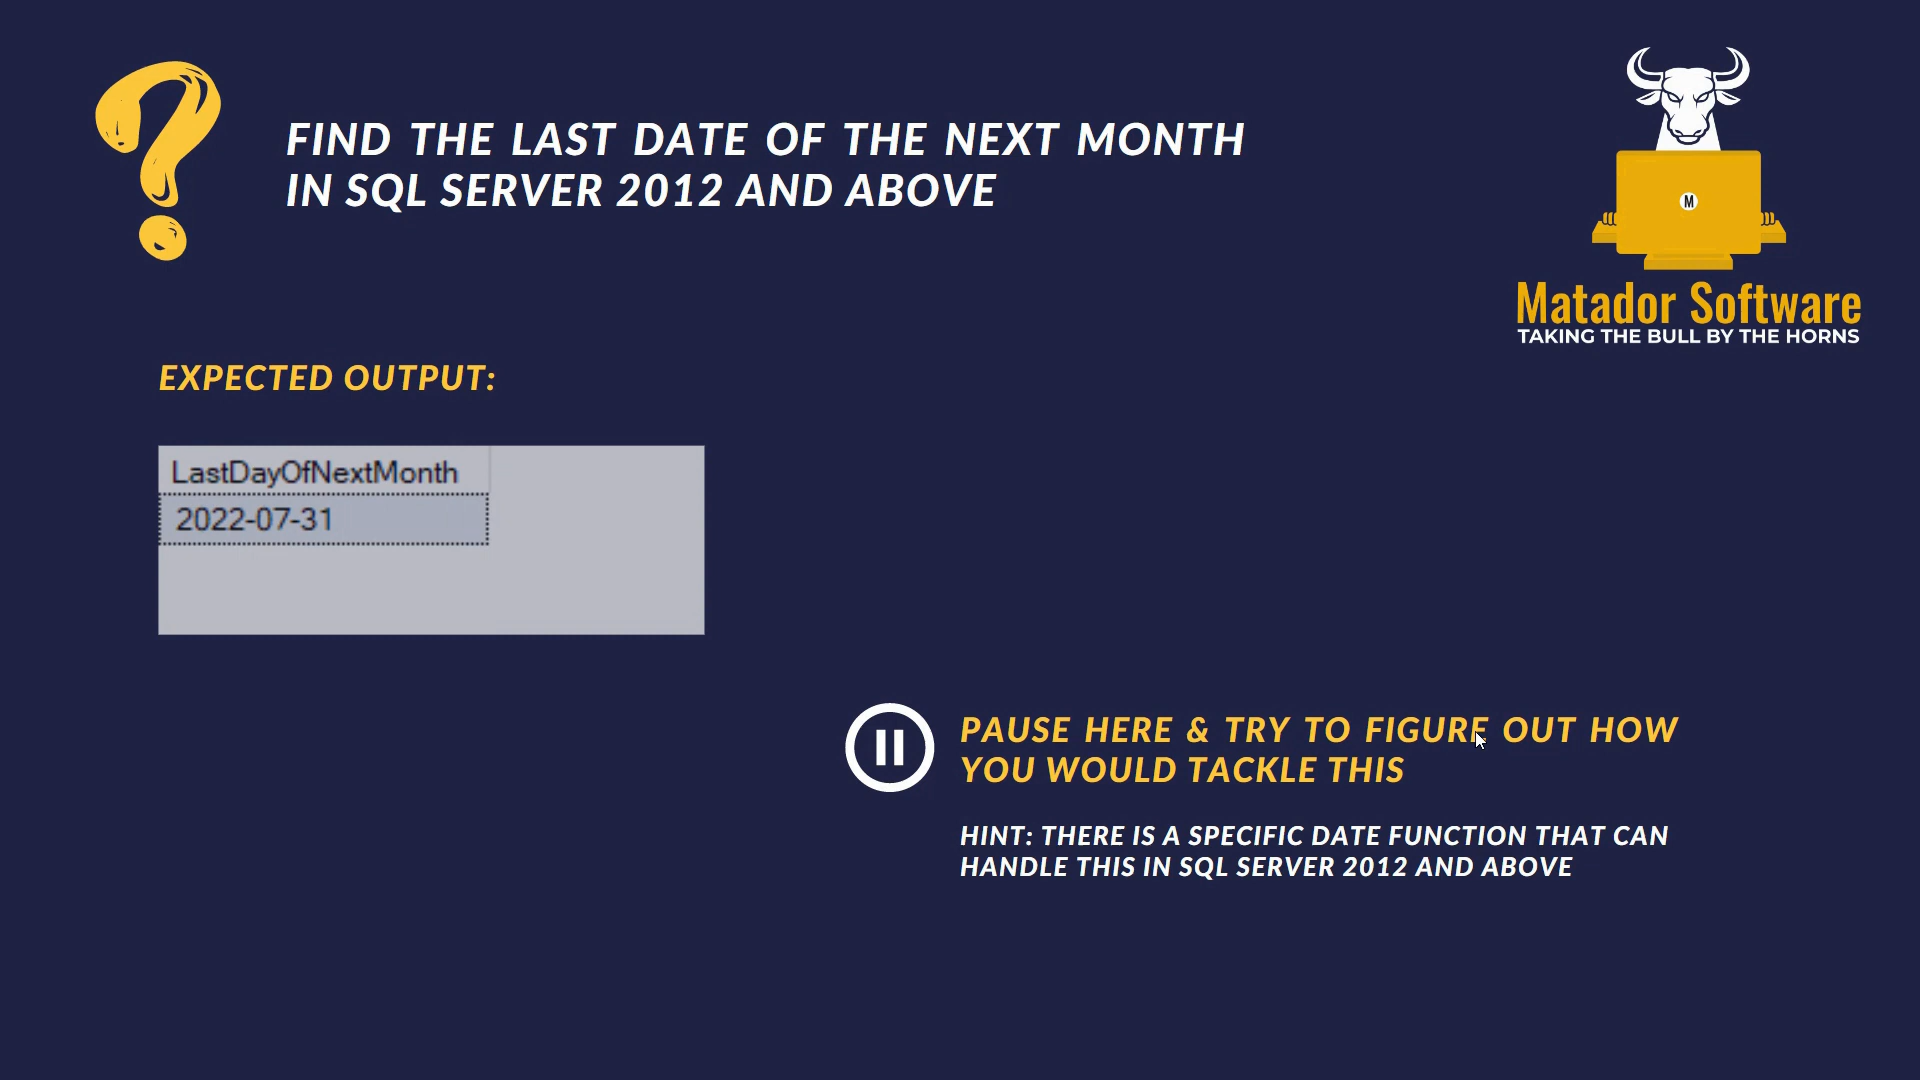 FIND THE LAST DATE OF THE NEXT MONTH
IN SQL SERVER 2012 AND ABOVE
M
Matador Software
TAKING THE BULL BY THE HORNS
EXPECTED OUTPUT:
LastDayOfNextMonth
2022-07-31
PAUSE HERE & TRY TO FIGURE OUT HOW
YOU WOULD TACKLE THIS
HINT: THERE IS A SPECIFIC DATE FUNCTION THAT CAN
HANDLE THIS IN SQL SERVER 2012 AND ABOVE